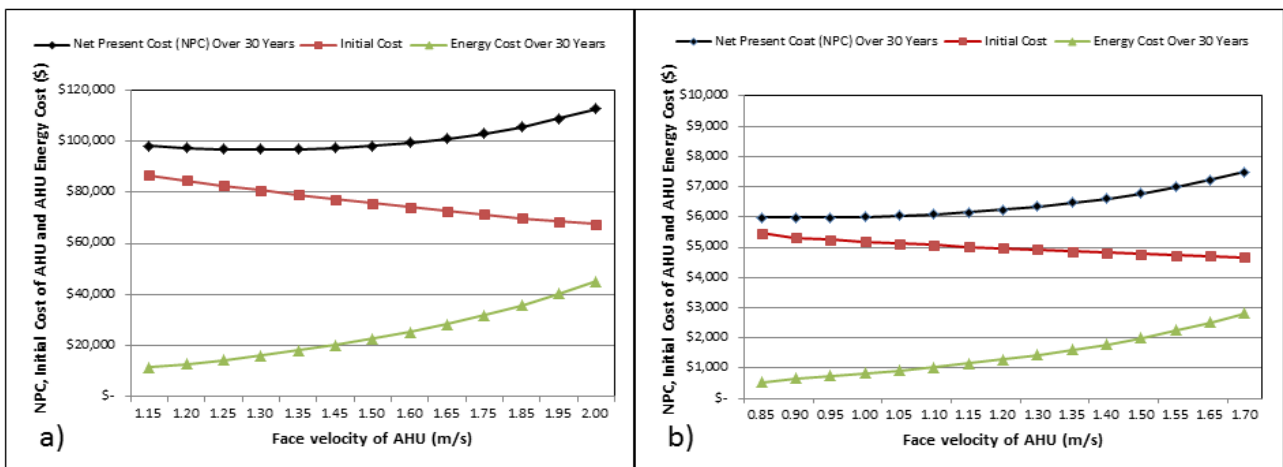 Net Present Cost (NPC) Over 30 Years Initial Cost Energy Cost Over 30 Years
NPC, Initial Cost of AHU and AHU Energy Cost ($)
$120,000
$100,000
$80,000
$60,000
$40,000
$20,000
$-
1.15 1.20 1.25 1.30 1.35 1.45 1.50 1.60 1.65 1.75 1.85 1.95 2.00
Face velocity of AHU (m/s)
a)
Net Present Coat (NPC) Over 30 Years Initial Cost Energy Cost Over 30 Years
NPC, Initial Cost of AHU and AHU Energy Cost ($)
$10,000
$9,000
$8,000
$7,000
$6,000
$5,000
$4,000
$3,000
$2,000
$1,000
$-
0.85 0.90 0.95 1.00 1.05 1.10 1.15 1.20 1.30 1.35 1.40 1.50 1.55 1.65 1.70
Face velocity of AHU (m/s)
b)